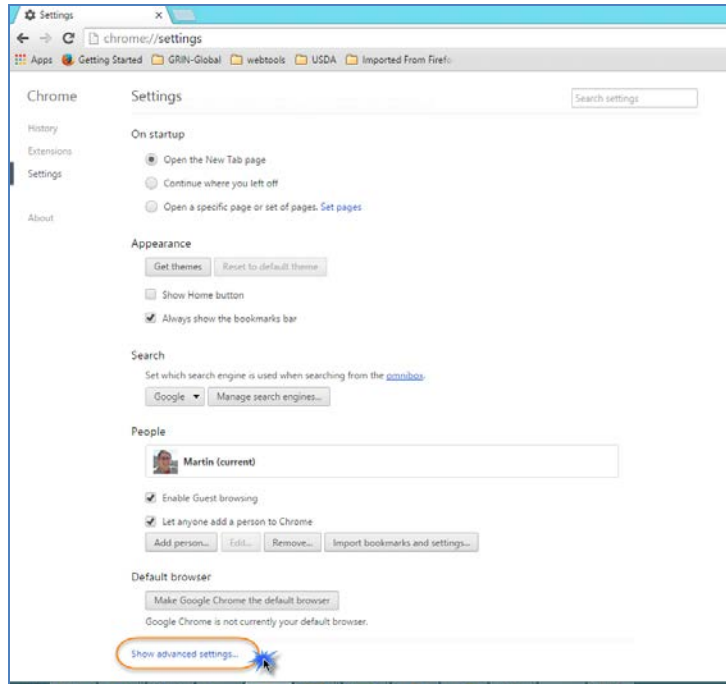 Settings
chrome://settings
Apps Getting Started GRIN-Global webtools USDA Imported From Firefo
Chrome
Settings
Search settings
History
Extensions
Settings
About
On startup
Open the New Tab page
Continue where you left off
Open a specific page or set of pages. Set pages
Appearance
Get themes Reset to default theme
Show Home button
Always show the bookmarks bar
Search
Set which search engine is used when searching from the omnibox.
Google Manage search engines...
People
Martin (current)
Enable Guest browsing
Let anyone add a person to Chrome
Add person... Edit... Remove... Import bookmarks and settings...
Default browser
Make Google Chrome the default browser
Google Chrome is not currently your default browser.
Show advanced settings...